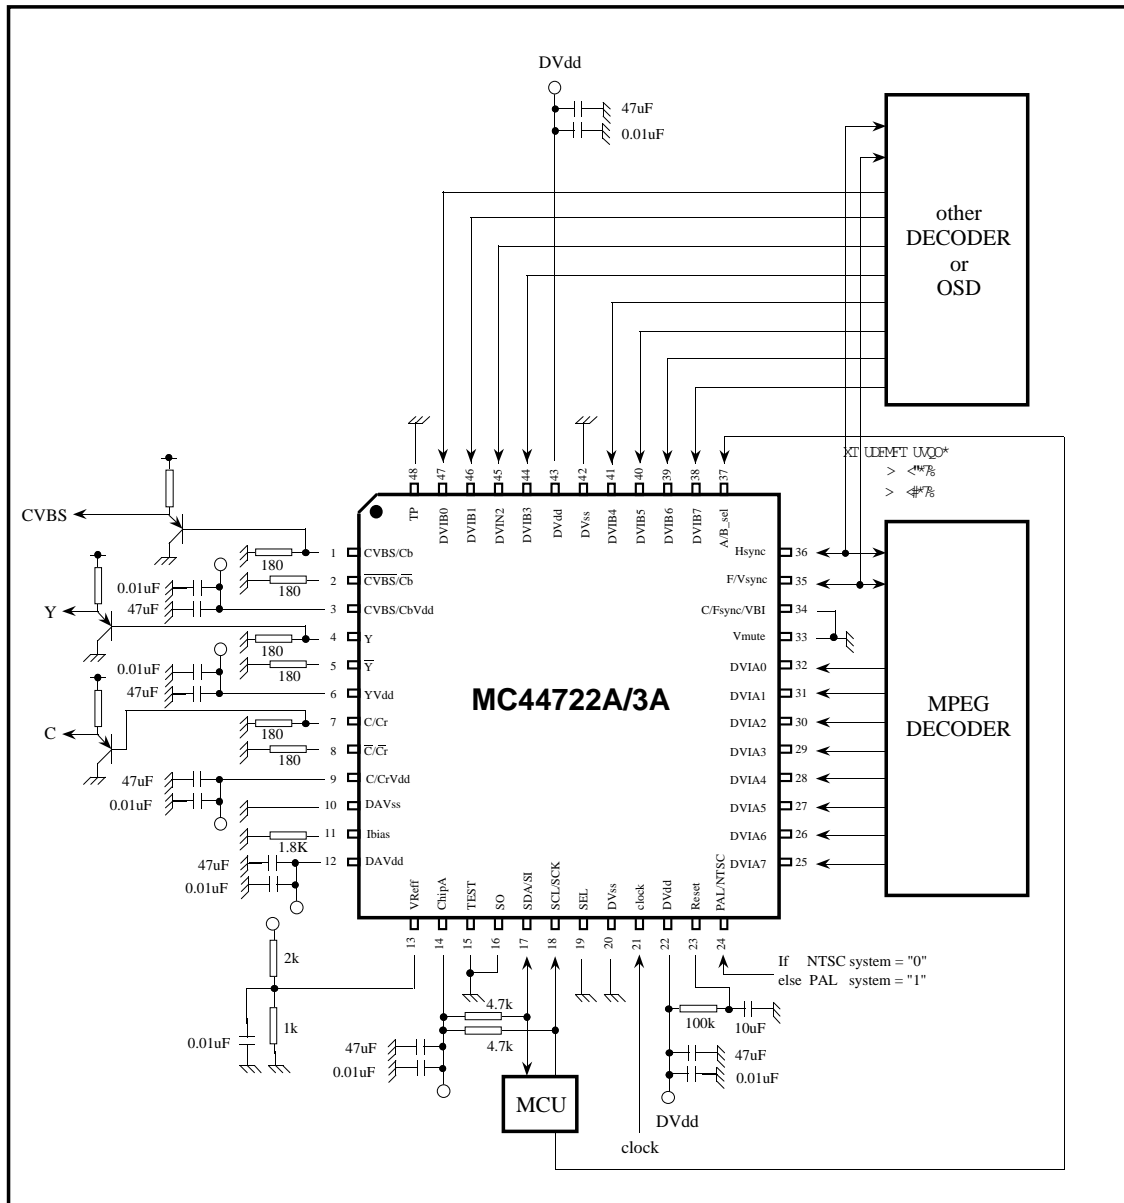 DVdd
47uF
0.01uF
other
DECODER
or
OSD
48
47
46
45
44
43
42
41
40
39
38
37
TP
DVIB0
DVIB1
DVIN2
DVIB3
DVdd
DVss
DVIB4
DVIB5
DVIB6
DVIB7
A/B_sel
CVBS
Y
C
180
180
0.01uF
47uF
180
180
0.01uF
47uF
180
180
47uF
0.01uF
1.8K
47uF
0.01uF
1 CVBS/Cb
2 CVBS/Cb
3 CVBS/CbVdd
4 Y
5 Y
6 YVdd
7 C/Cr
8 C/Cr
9 C/CrVdd
10 DAVss
11 Ibias
12 DAVdd
MC44722A/3A
Hsync 36
F/Vsync 35
C/Fsync/VBI 34
Vmute 33
DVIA0 32
DVIA1 31
DVIA2 30
DVIA3 29
DVIA4 28
DVIA5 27
DVIA6 26
DVIA7 25
MPEG
DECODER
VReff
ChipA
TEST
SO
SDA/SI
SCL/SCK
SEL
DVss
clock
DVdd
Reset
PAL/NTSC
13
14
15
16
17
18
19
20
21
22
23
24
If NTSC system = "0"
else PAL system = "1"
2k
1k
0.01uF
4.7k
4.7k
47uF
0.01uF
MCU
100k
10uF
47uF
0.01uF
DVdd
clock